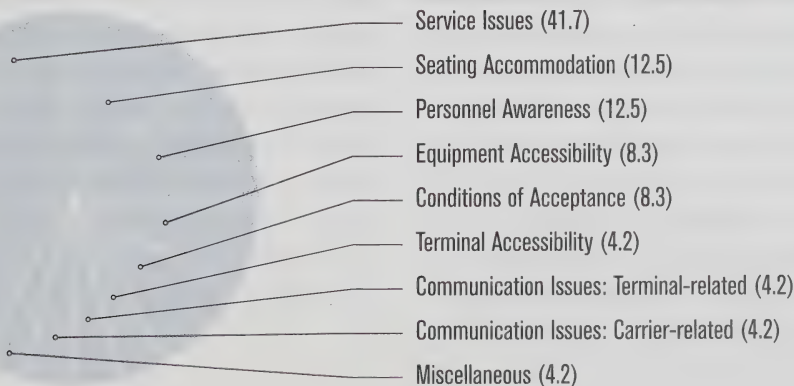 Service Issues (41.7)
Seating Accommodation (12.5)
Personnel Awareness (12.5)
Equipment Accessibility (8.3)
Conditions of Acceptance (8.3)
Terminal Accessibility (4.2)
Communication Issues: Terminal-related (4.2)
Communication Issues: Carrier-related (4.2)
Miscellaneous (4.2)